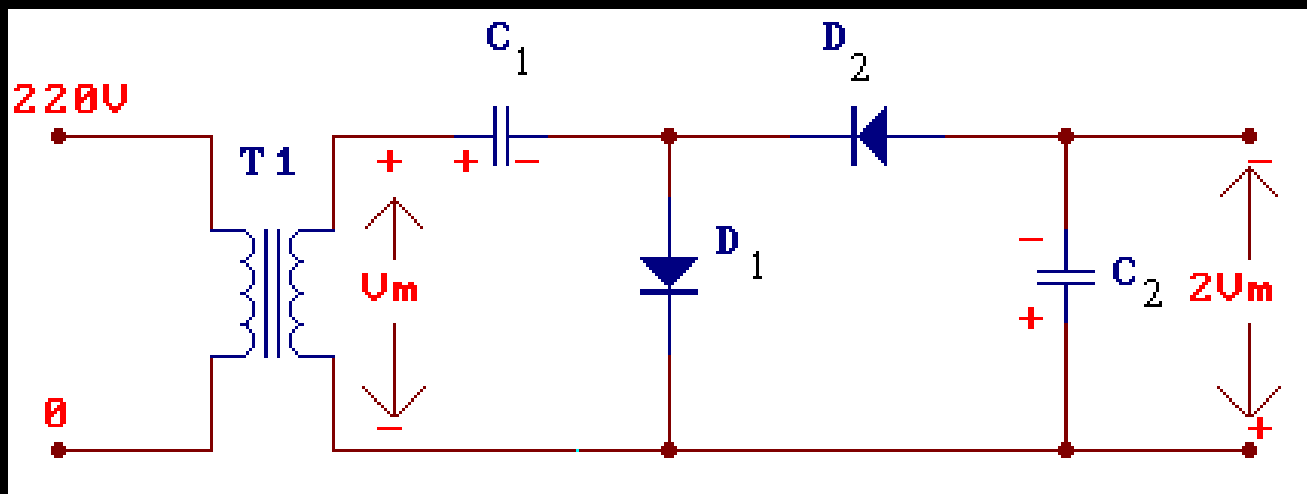 C1 D2
220V
T1 + + - -
D1 - C2
Vm 2Vm
+
0 - +